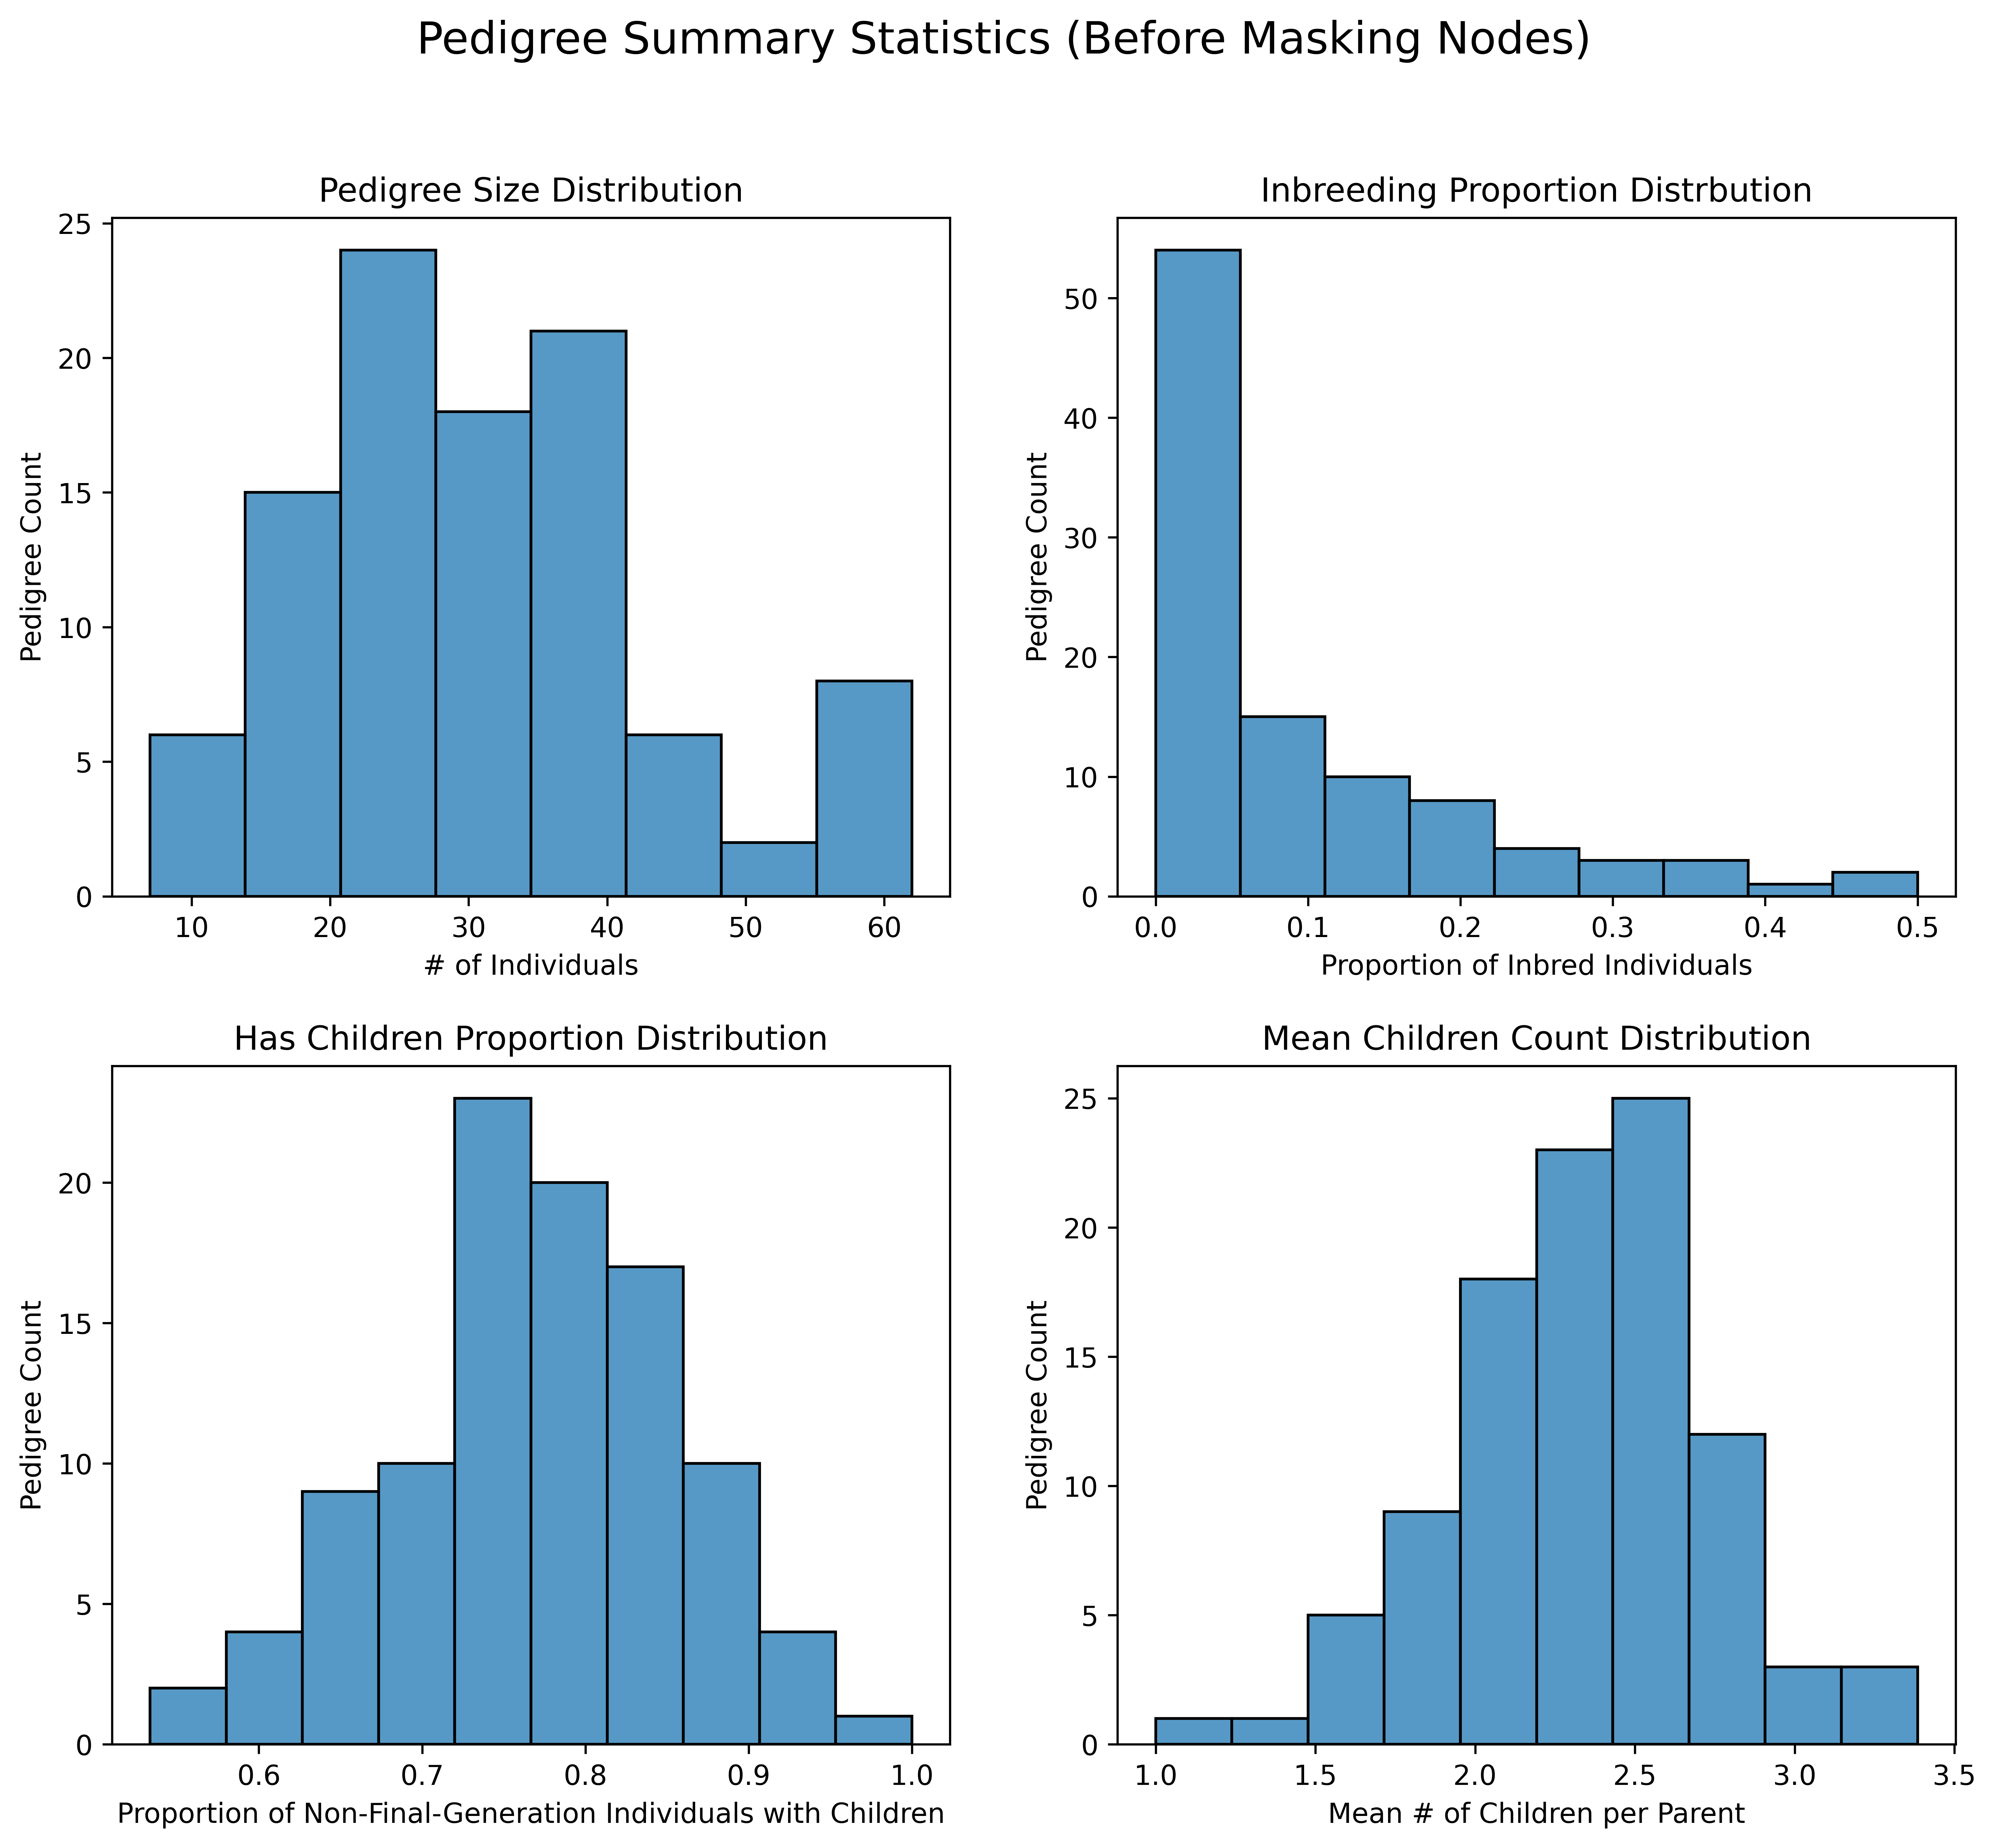 Pedigree Summary Statistics (Before Masking Nodes)
Pedigree Size Distribution
25
20
15
10
5
0
Pedigree Count
10 20 30 40 50 60
# of Individuals
Inbreeding Proportion Distrbution
50
40
30
20
10
0
Pedigree Count
0.0 0.1 0.2 0.3 0.4 0.5
Proportion of Inbred Individuals
Has Children Proportion Distribution
20
15
10
5
0
Pedigree Count
0.6 0.7 0.8 0.9 1.0
Proportion of Non-Final-Generation Individuals with Children
Mean Children Count Distribution
25
20
15
10
5
0
Pedigree Count
1.0 1.5 2.0 2.5 3.0 3.5
Mean # of Children per Parent